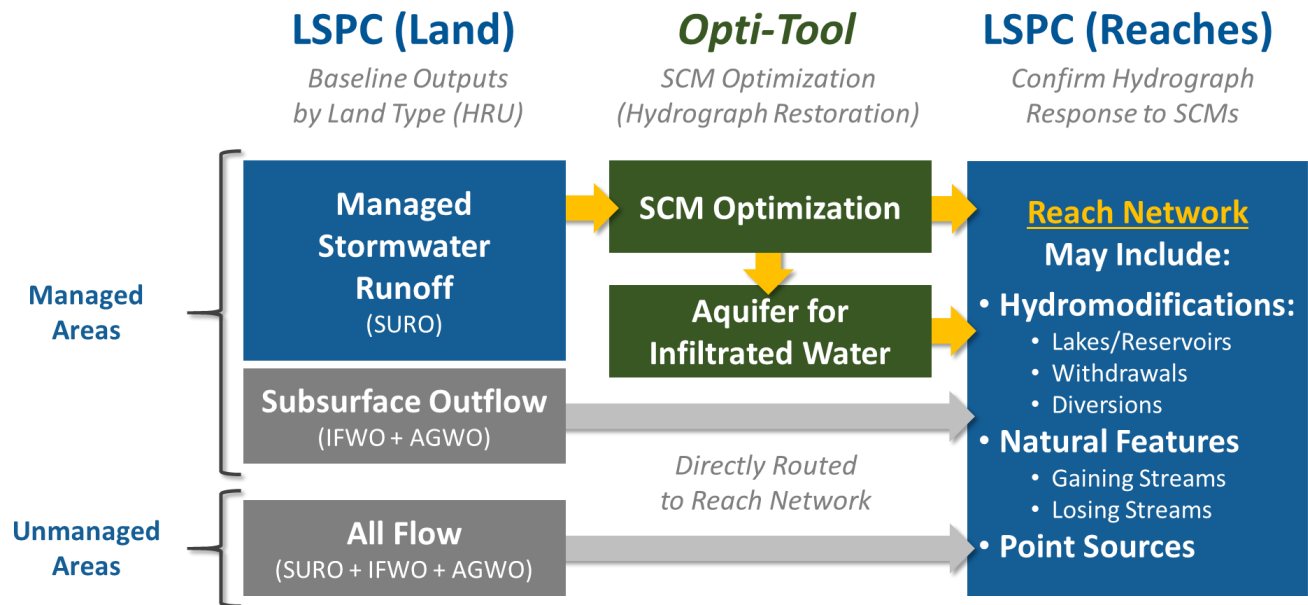 LSPC (Land)
Baseline Outputs
by Land Type (HRU)
Opti-Tool
SCM Optimization
(Hydrograph Restoration)
LSPC (Reaches)
Confirm Hydrograph
Response to SCMs
Managed
Areas
Managed
Stormwater
Runoff
(SURO)
Subsurface Outflow
(IFWO + AGWO)
SCM Optimization
Aquifer for
Infiltrated Water
Directly Routed
to Reach Network
Unmanaged
Areas
All Flow
(SURO + IFWO + AGWO)
Reach Network
May Include:
• Hydromodifications:
• Lakes/Reservoirs
• Withdrawals
• Diversions
• Natural Features
• Gaining Streams
• Losing Streams
• Point Sources